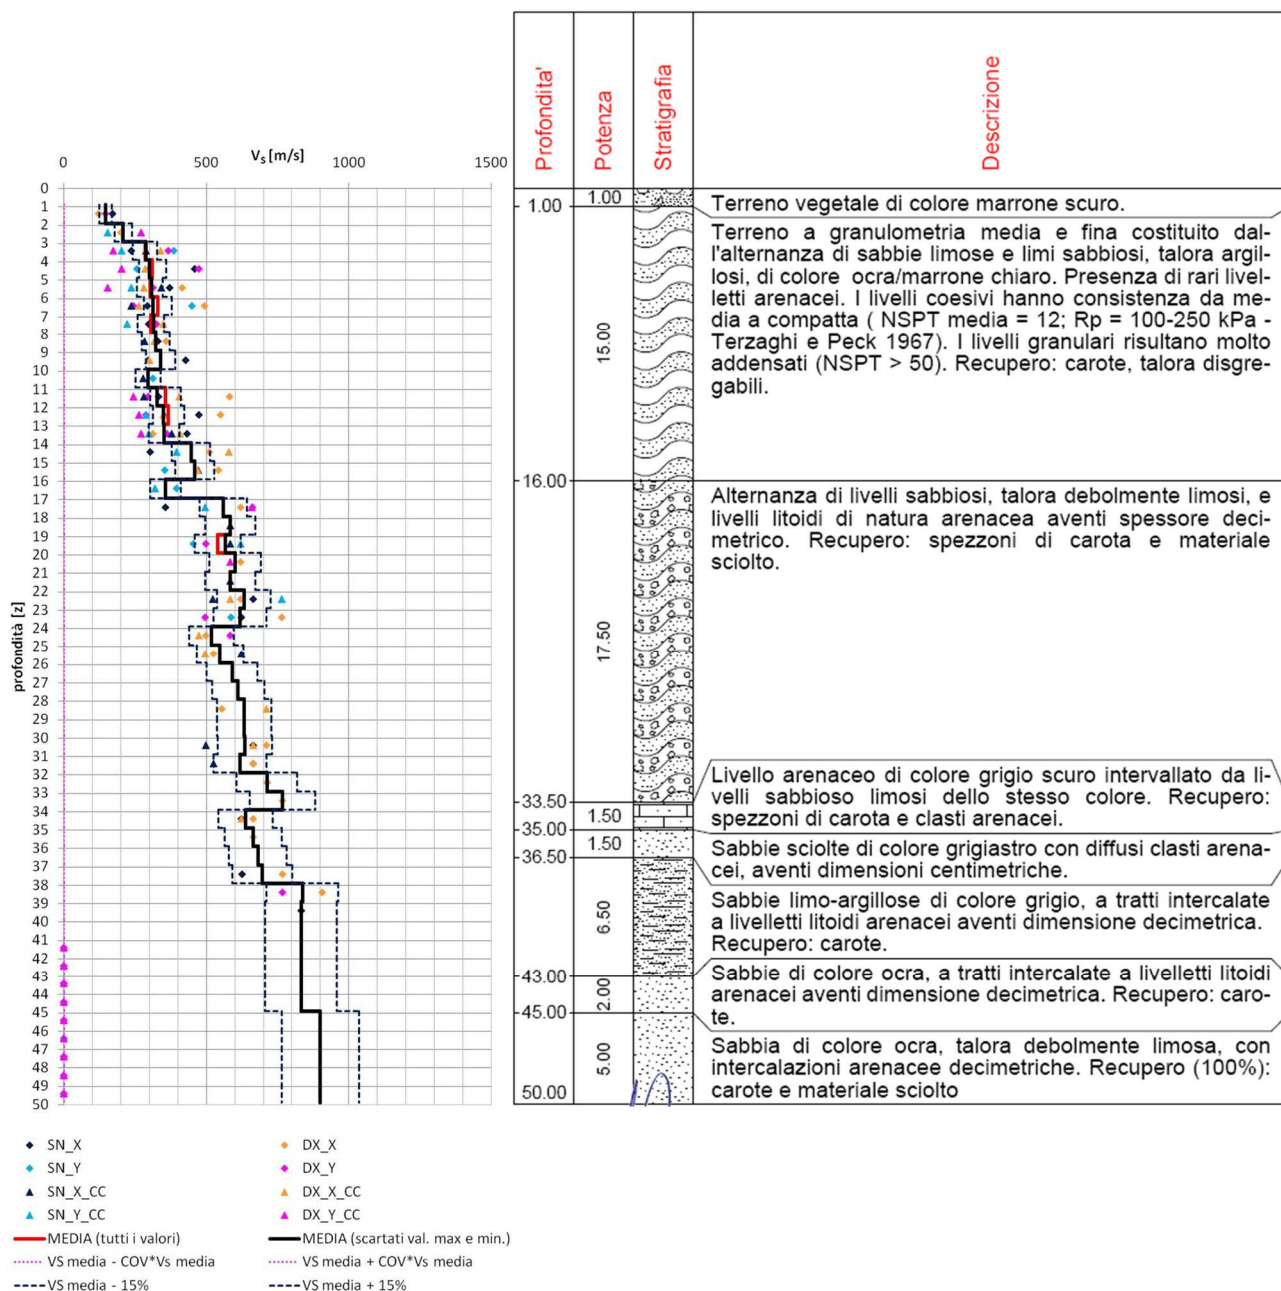 Vs [m/s]
0 500 1000 1500
profondità [z]
0
1
2
3
4
5
6
7
8
9
10
11
12
13
14
15
16
17
18
19
20
21
22
23
24
25
26
27
28
29
30
31
32
33
34
35
36
37
38
39
40
41
42
43
44
45
46
47
48
49
50
SN_X
DX_X
SN_Y
DX_Y
SN_X_CC
DX_X_CC
SN_Y_CC
DX_Y_CC
MEDIA (tutti i valori)
MEDIA (scartati val. max e min.)
VS media - COV*Vs media
VS media + COV*Vs media
VS media - 15%
VS media + 15%
Profondita'
Potenza
Stratigrafia
Descrizione
1.00
1.00
Terreno vegetale di colore marrone scuro.
15.00
Terreno a granulometria media e fina costituito dal-
l'alternanza di sabbie limose e limi sabbiosi, talora argil-
losi, di colore ocra/marrone chiaro. Presenza di rari livel-
letti arenacei. I livelli coesivi hanno consistenza da me-
dia a compatta ( NSPT media = 12; Rp = 100-250 kPa -
Terzaghi e Peck 1967). I livelli granulari risultano molto
addensati (NSPT > 50). Recupero: carote, talora disgre-
gabili.
16.00
17.50
Alternanza di livelli sabbiosi, talora debolmente limosi, e
livelli litoidi di natura arenacea aventi spessore deci-
metrico. Recupero: spezzoni di carota e materiale
sciolto.
33.50
1.50
Livello arenaceo di colore grigio scuro intervallato da li-
velli sabbioso limosi dello stesso colore. Recupero:
spezzoni di carota e clasti arenacei.
35.00
1.50
Sabbie sciolte di colore grigiastro con diffusi clasti arena-
cei, aventi dimensioni centimetriche.
36.50
6.50
Sabbie limo-argillose di colore grigio, a tratti intercalate
a livelletti litoidi arenacei aventi dimensione decimetrica.
Recupero: carote.
43.00
2.00
Sabbie di colore ocra, a tratti intercalate a livelletti litoidi
arenacei aventi dimensione decimetrica. Recupero: caro-
te.
45.00
5.00
Sabbia di colore ocra, talora debolmente limosa, con
intercalazioni arenacee decimetriche. Recupero (100%):
carote e materiale sciolto
50.00